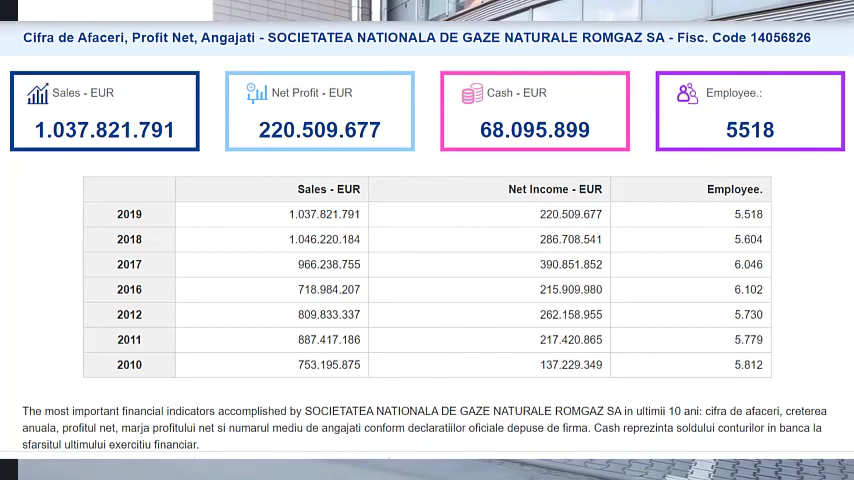 Cifra de Afaceri, Profit Net, Angajati - SOCIETATEA NATIONALA DE GAZE NATURALE ROMGAZ SA - Fisc. Code 14056826
Sales - EUR
1.037.821.791
Net Profit - EUR
220.509.677
Cash - EUR
68.095.899
Employee.:
5518
Sales - EUR Net Income - EUR Employee.
2019 1.037.821.791 220.509.677 5.518
2018 1.046.220.184 286.708.541 5.604
2017 966.238.755 390.851.852 6.046
2016 718.984.207 215.909.980 6.102
2012 809.833.337 262.158.955 5.730
2011 887.417.186 217.420.865 5.779
2010 753.195.875 137.229.349 5.812
The most important financial indicators accomplished by SOCIETATEA NATIONALA DE GAZE NATURALE ROMGAZ SA in ultimii 10 ani: cifra de afaceri, creterea
anuala, profitul net, marja profitului net si numarul mediu de angajati conform declaratiilor oficiale depuse de firma. Cash reprezinta soldului conturilor in banca la
sfarsitul ultimului exercitiu financiar.